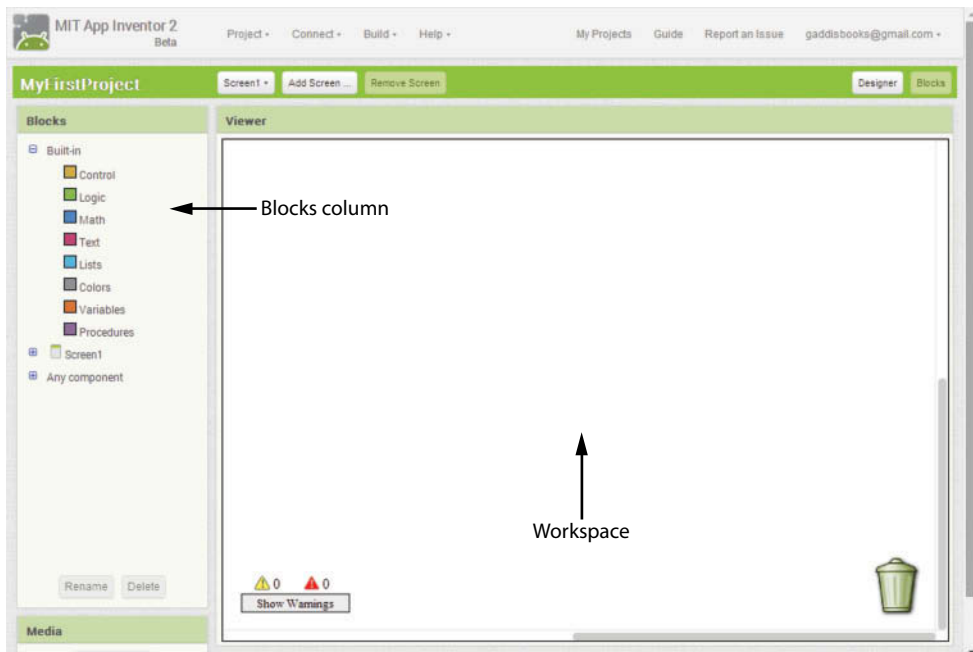 MIT App Inventor 2
Beta
Project Connect Build Help My Projects Guide Report an Issue gaddisbooks@gmail.com
MyFirstProject Screen1 Add Screen ... Remove Screen Designer Blocks
Blocks
Viewer
Built-in
Control
Logic
Math
Text
Lists
Colors
Variables
Procedures
Screen1
Any component
Blocks column
Workspace
Rename Delete
0 0
Show Warnings
Media